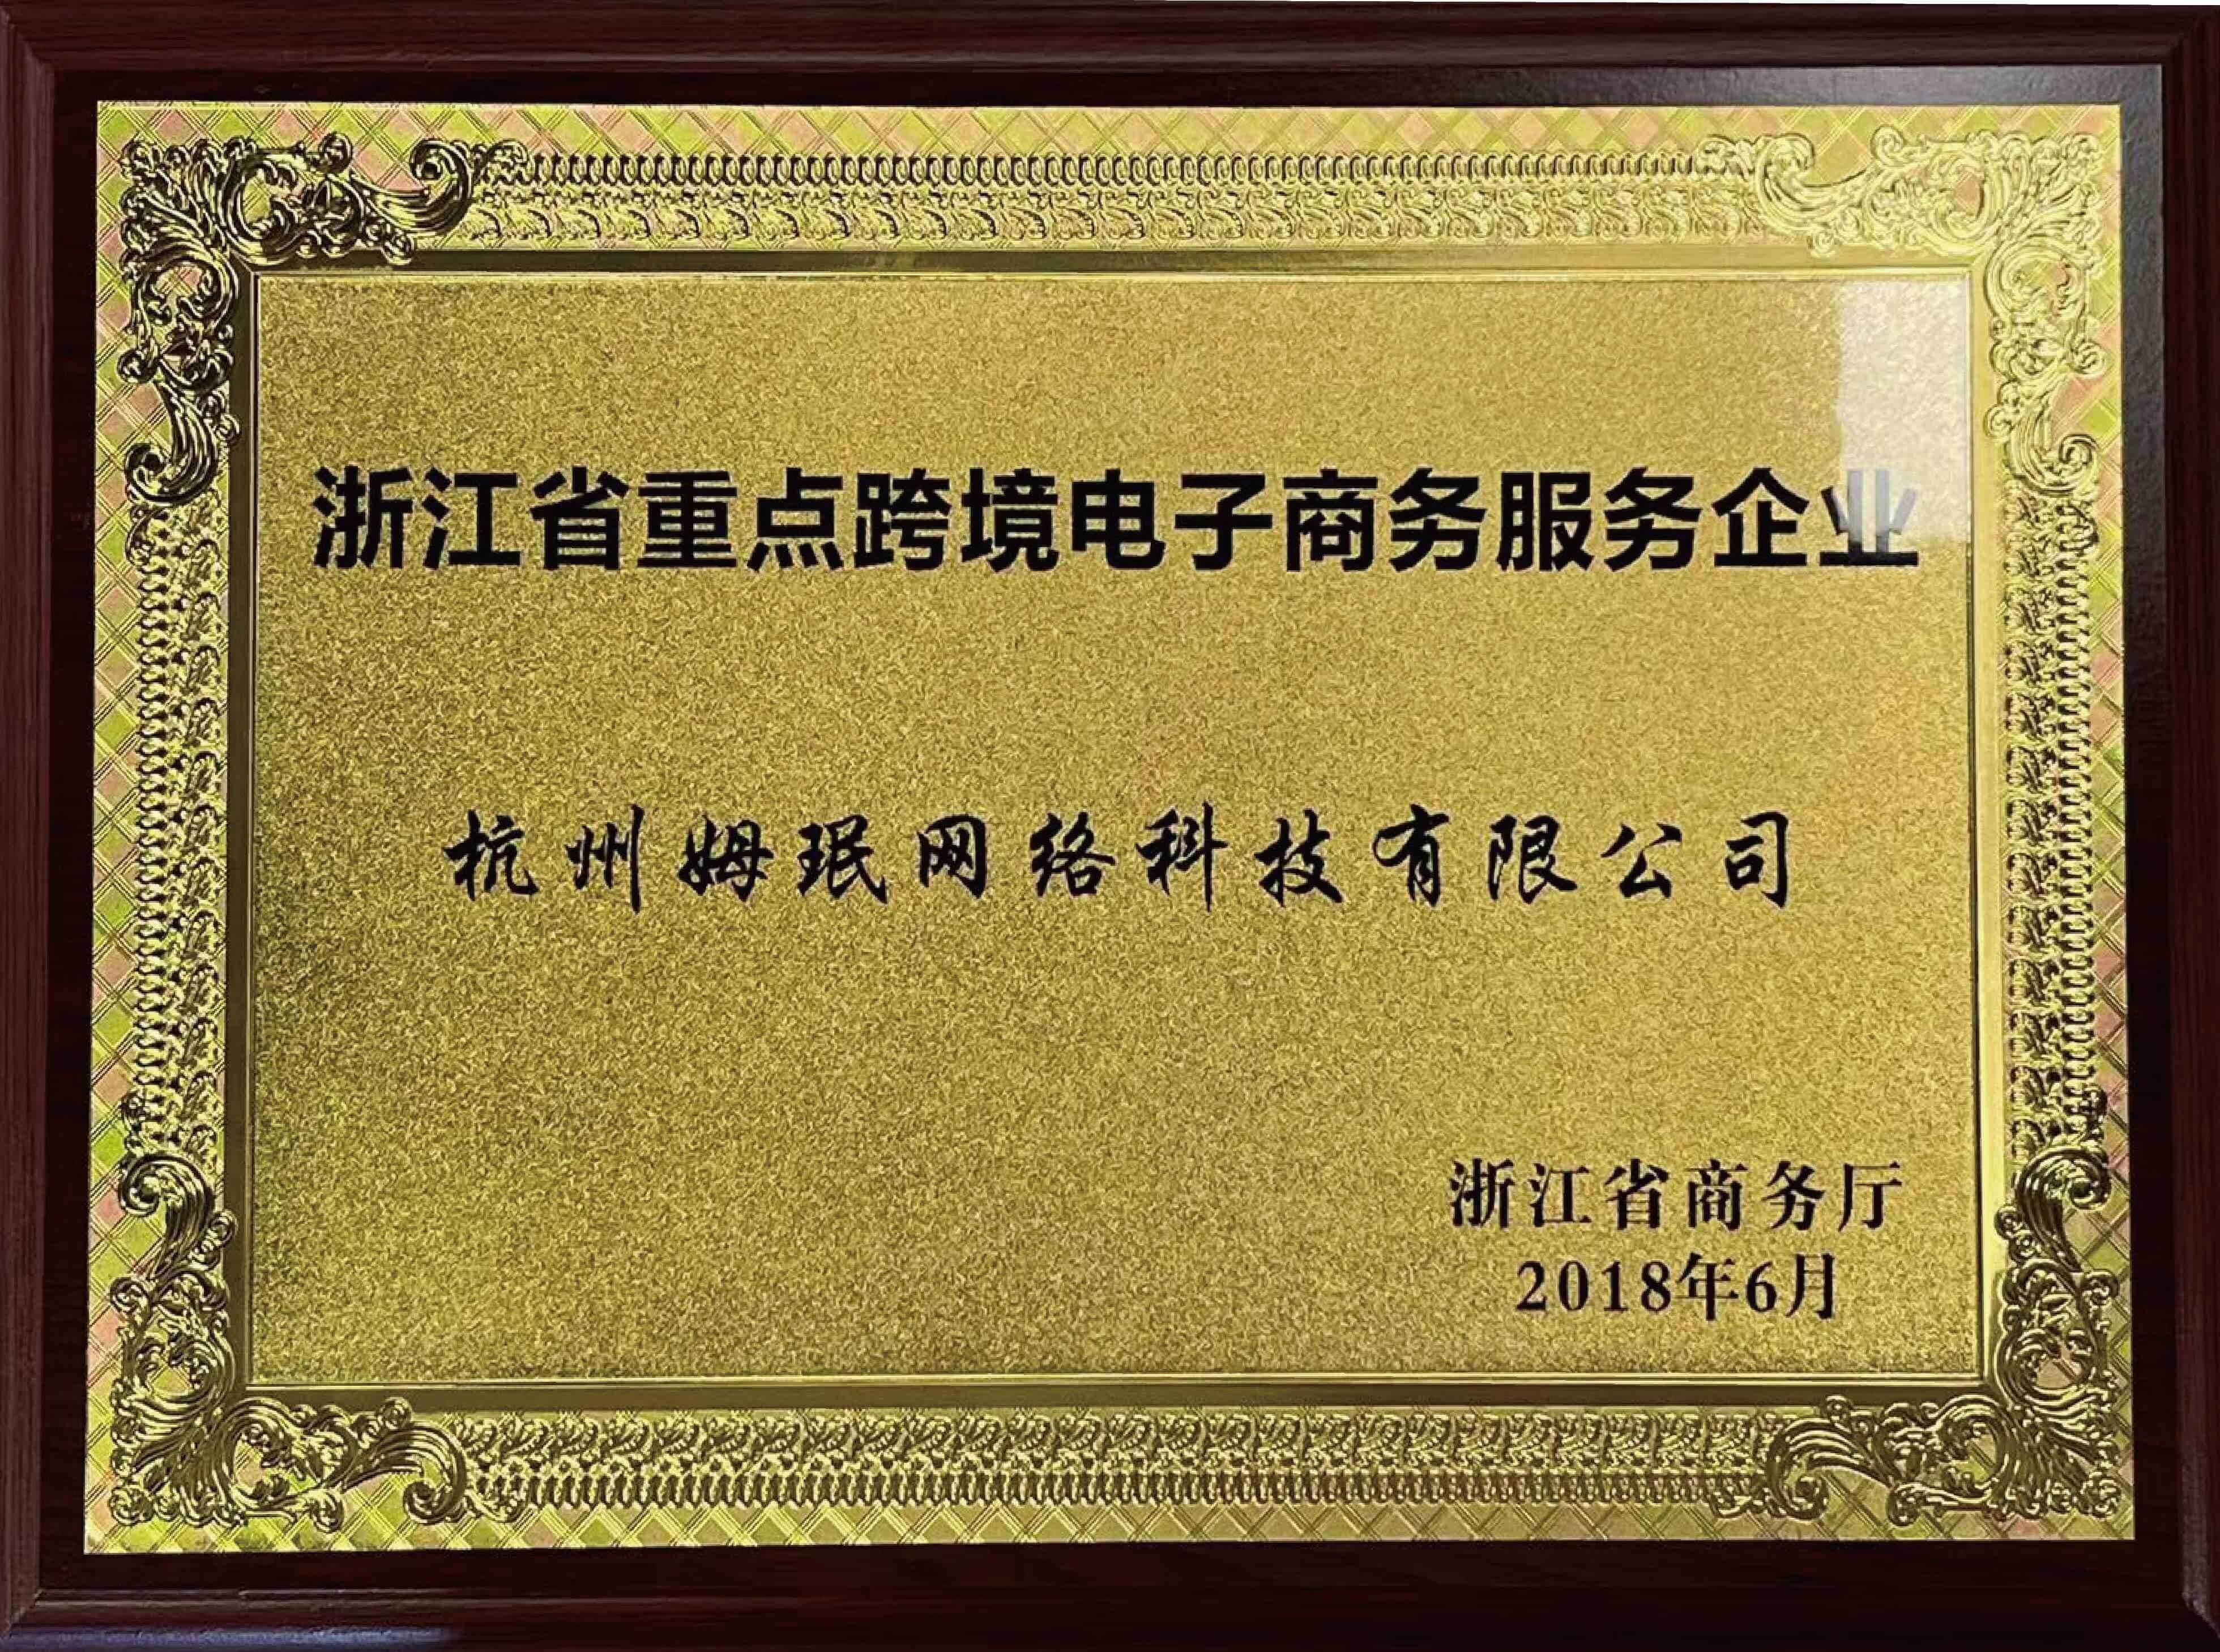 浙江省重点跨境电子商务服务企业
杭州姆珉网络科技有限公司
浙江省商务厅
2018年6月